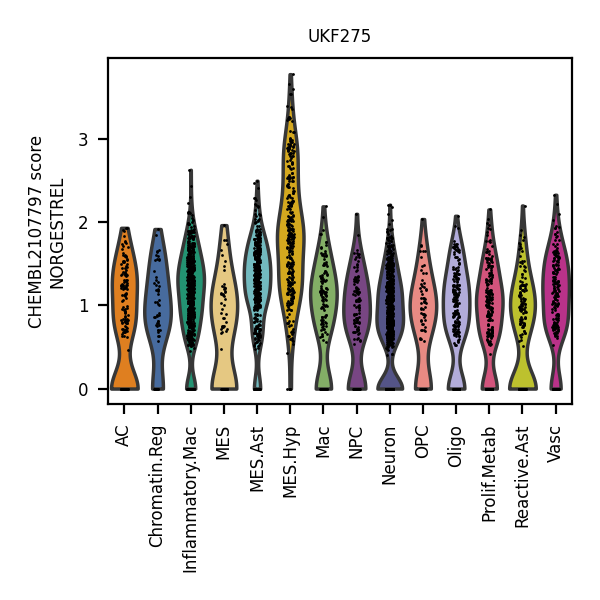 UKF275
CHEMBL2107797 score
NORGESTREL
3
2
1
0
AC
Chromatin.Reg
Inflammatory.Mac
MES
MES.Ast
MES.Hyp
Mac
NPC
Neuron
OPC
Oligo
Prolif.Metab
Reactive.Ast
Vasc